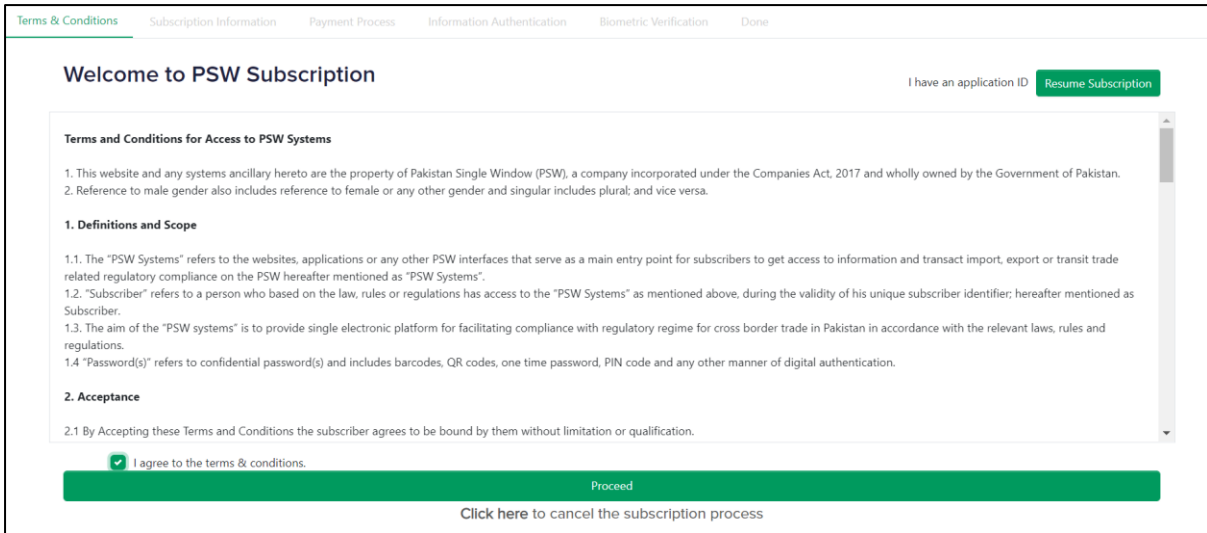 Terms & Conditions Subscription Information Payment Process Information Authentication Biometric Verification Done
Welcome to PSW Subscription
I have an application ID Resume Subscription
Terms and Conditions for Access to PSW Systems
1. This website and any systems ancillary hereto are the property of Pakistan Single Window (PSW), a company incorporated under the Companies Act, 2017 and wholly owned by the Government of Pakistan.
2. Reference to male gender also includes reference to female or any other gender and singular includes plural; and vice versa.
1. Definitions and Scope
1.1. The “PSW Systems” refers to the websites, applications or any other PSW interfaces that serve as a main entry point for subscribers to get access to information and transact import, export or transit trade
related regulatory compliance on the PSW hereafter mentioned as “PSW Systems”.
1.2. “Subscriber” refers to a person who based on the law, rules or regulations has access to the “PSW Systems” as mentioned above, during the validity of his unique subscriber identifier; hereafter mentioned as
Subscriber.
1.3. The aim of the “PSW systems” is to provide single electronic platform for facilitating compliance with regulatory regime for cross border trade in Pakistan in accordance with the relevant laws, rules and
regulations.
1.4 “Password(s)” refers to confidential password(s) and includes barcodes, QR codes, one time password, PIN code and any other manner of digital authentication.
2. Acceptance
2.1 By Accepting these Terms and Conditions the subscriber agrees to be bound by them without limitation or qualification.
I agree to the terms & conditions.
Proceed
Click here to cancel the subscription process